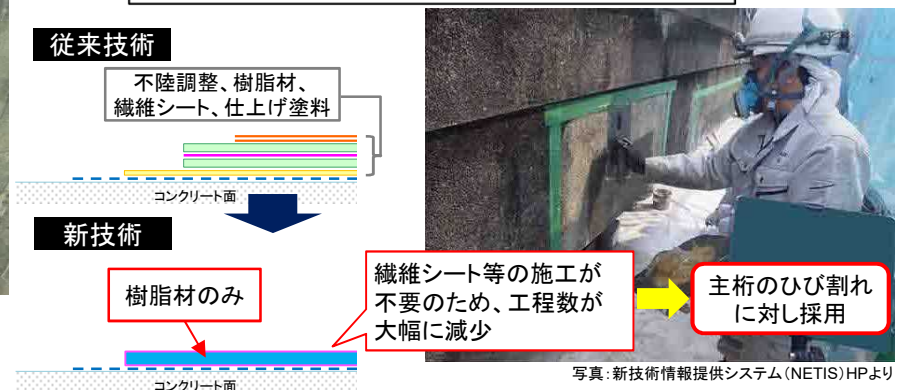 従来技術
不陸調整、樹脂材、
繊維シート、仕上げ塗料
コンクリート面
新技術
樹脂材のみ
繊維シート等の施工が
不要のため、工程数が
大幅に減少
主桁のひび割れ
に対し採用
コンクリート面
写真：新技術情報提供システム（NETIS）HPより